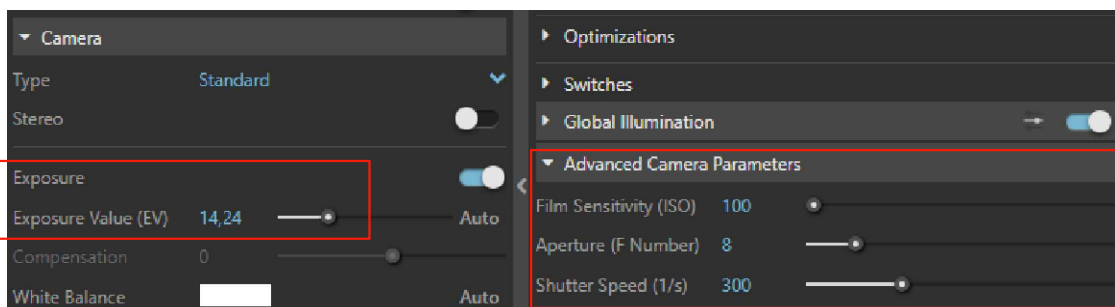 Camera
Type Standard
Stereo
Exposure
Exposure Value (EV) 14,24 Auto
Compensation 0
White Balance Auto
Optimizations
Switches
Global Illumination
Advanced Camera Parameters
Film Sensitivity (ISO) 100
Aperture (F Number) 8
Shutter Speed (1/s) 300